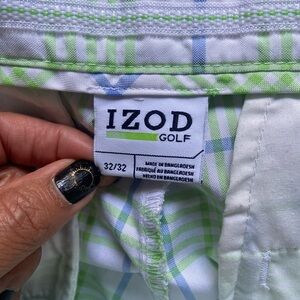 IZOD
GOLF
32/32
MADE IN BANGLADESH
FABRIQUÉ AU BANGLADESH
HECHO EN BANGLADESH